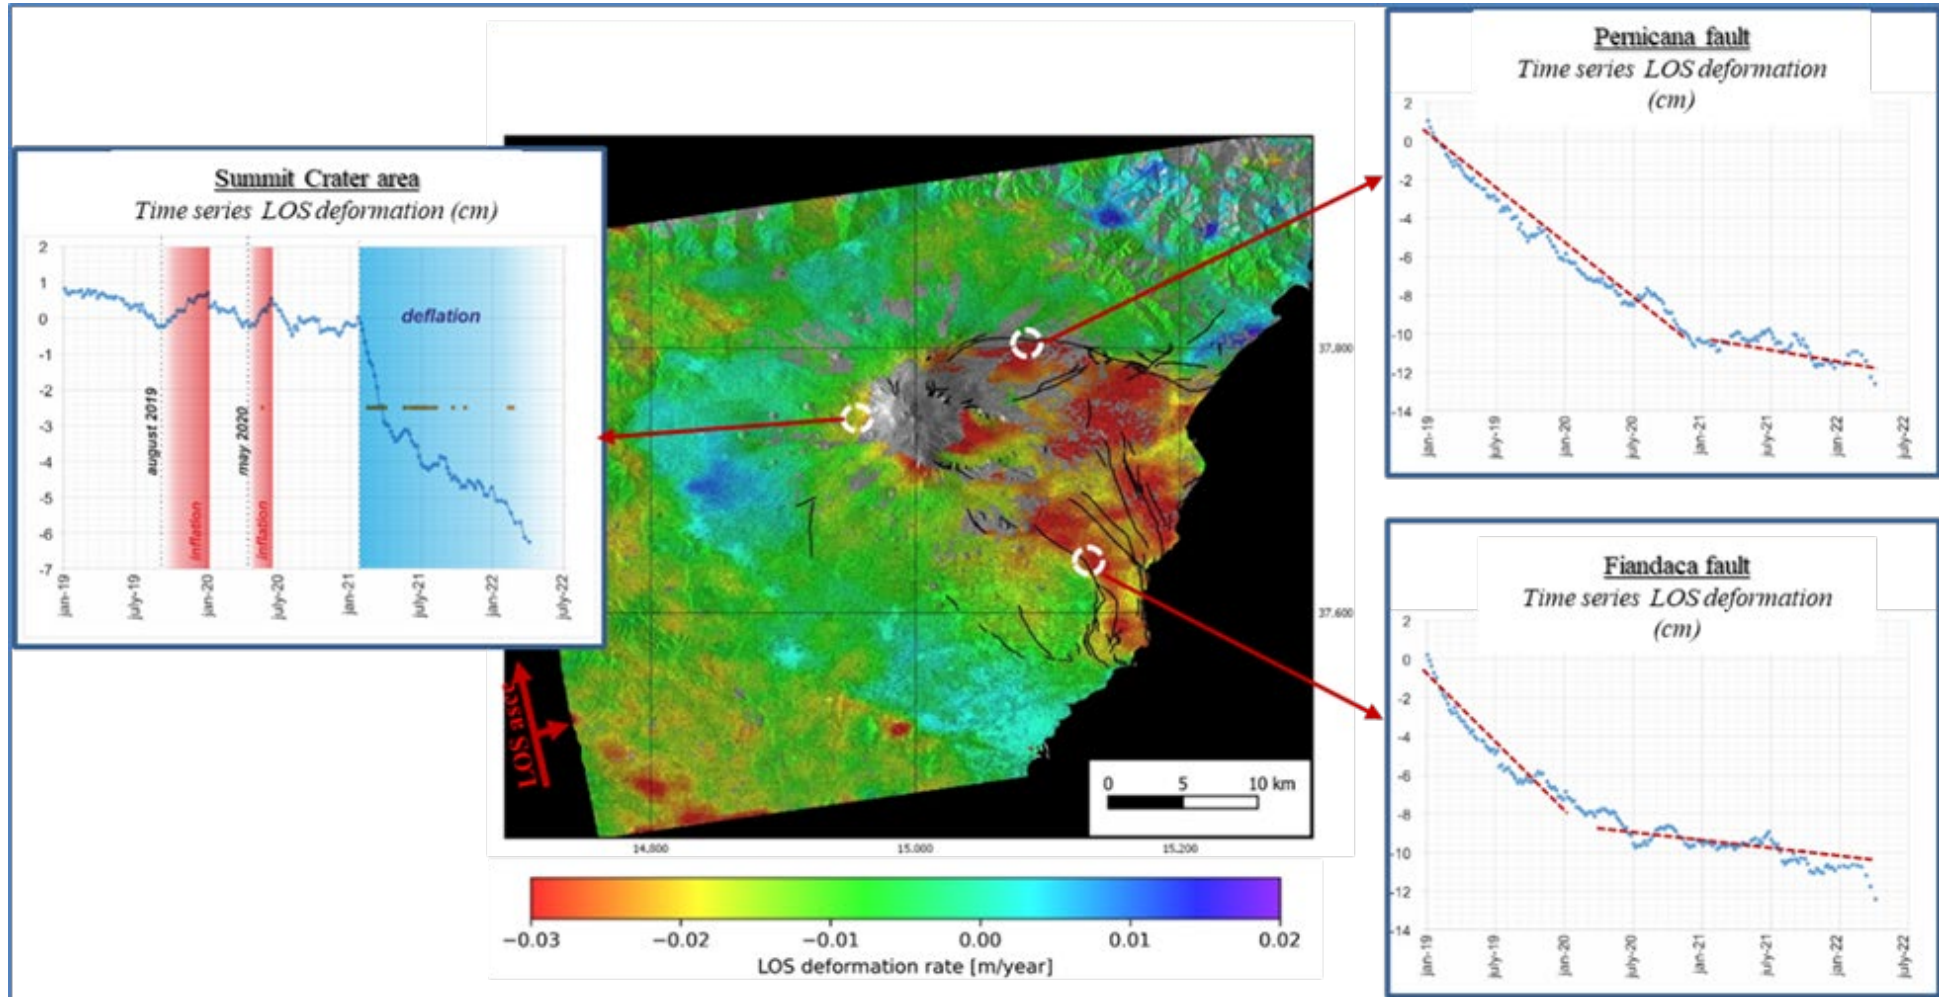 Summit Crater area
Time series LOS deformation (cm)
2
1
0
-1
-2
-3
-4
-5
-6
-7
august 2019
inflation
may 2020
inflation
deflation
jan-19
july-19
jan-20
july-20
jan-21
july-21
jan-22
july-22
LOS asc
37.800
37.600
14.800
15.000
15.200
0 5 10 km
−0.03 −0.02 −0.01 0.00 0.01 0.02
LOS deformation rate [m/year]
Pernicana fault
Time series LOS deformation
(cm)
2
0
-2
-4
-6
-8
-10
-12
-14
jan-19
july-19
jan-20
july-20
jan-21
july-21
jan-22
july-22
Fiandaca fault
Time series LOS deformation
(cm)
2
0
-2
-4
-6
-8
-10
-12
-14
jan-19
july-19
jan-20
july-20
jan-21
july-21
jan-22
july-22